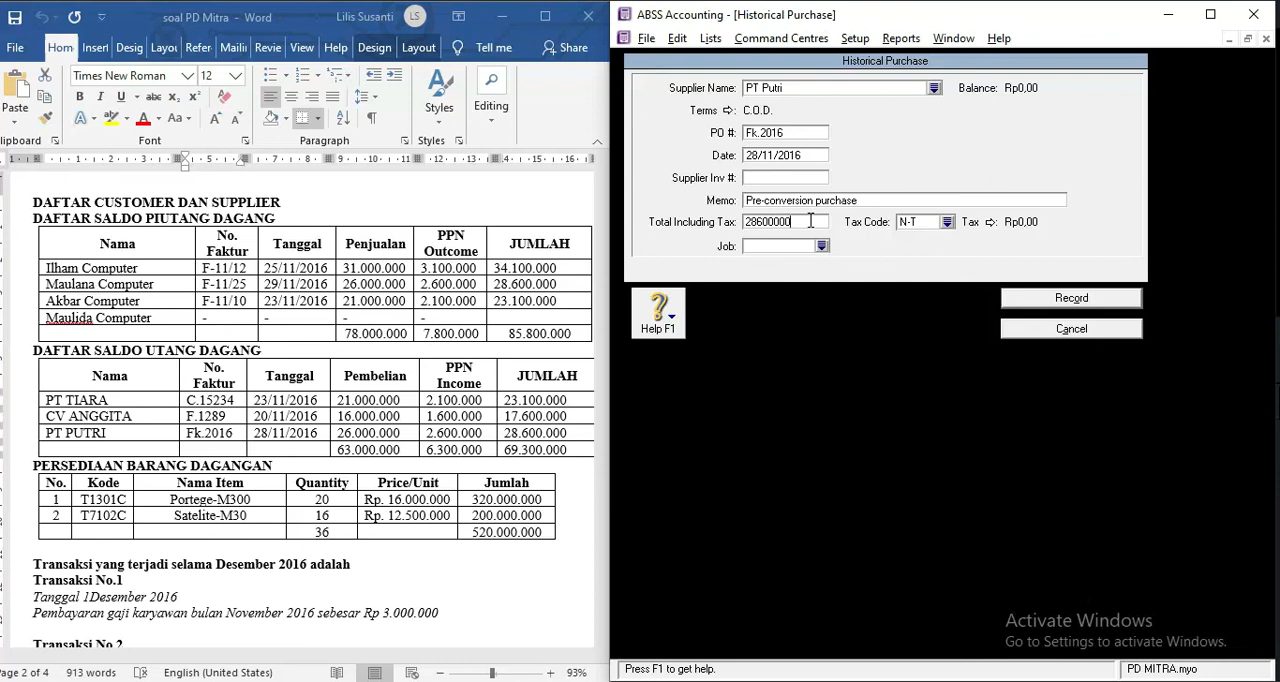 soal PD Mitra - Word
Lilis Susanti
LS
File Hom Insert Desig Layou Refer Mailin Revie View Help Design Layout Tell me Share
Times New Roman 12
Paste
B I U abc x₂ x²
A Aa A A
Styles
Editing
lipboard Font Paragraph Styles
DAFTAR CUSTOMER DAN SUPPLIER
DAFTAR SALDO PIUTANG DAGANG
Nama No. Faktur Tanggal Penjualan PPN Outcome JUMLAH
Ilham Computer F-11/12 25/11/2016 31.000.000 3.100.000 34.100.000
Maulana Computer F-11/25 29/11/2016 26.000.000 2.600.000 28.600.000
Akbar Computer F-11/10 23/11/2016 21.000.000 2.100.000 23.100.000
Maulida Computer - - - -
78.000.000 7.800.000 85.800.000
DAFTAR SALDO UTANG DAGANG
Nama No. Faktur Tanggal Pembelian PPN Income JUMLAH
PT TIARA C.15234 23/11/2016 21.000.000 2.100.000 23.100.000
CV ANGGITA F.1289 20/11/2016 16.000.000 1.600.000 17.600.000
PT PUTRI Fk.2016 28/11/2016 26.000.000 2.600.000 28.600.000
63.000.000 6.300.000 69.300.000
PERSEDIAAN BARANG DAGANGAN
No. Kode Nama Item Quantity Price/Unit Jumlah
1 T1301C Portege-M300 20 Rp. 16.000.000 320.000.000
2 T7102C Satelite-M30 16 Rp. 12.500.000 200.000.000
36 520.000.000
Transaksi yang terjadi selama Desember 2016 adalah
Transaksi No.1
Tanggal 1Desember 2016
Pembayaran gaji karyawan bulan November 2016 sebesar Rp 3.000.000
Transaksi No 2
Page 2 of 4 913 words English (United States) 93%
ABSS Accounting - [Historical Purchase]
File Edit Lists Command Centres Setup Reports Window Help
Historical Purchase
Supplier Name: PT Putri Balance: Rp0,00
Terms C.O.D.
PO #: Fk.2016
Date: 28/11/2016
Supplier Inv #:
Memo: Pre-conversion purchase
Total Including Tax: 28600000 Tax Code: N-T Tax Rp0,00
Job:
Help F1
Record
Cancel
Activate Windows
Go to Settings to activate Windows.
Press F1 to get help. PD MITRA.myo